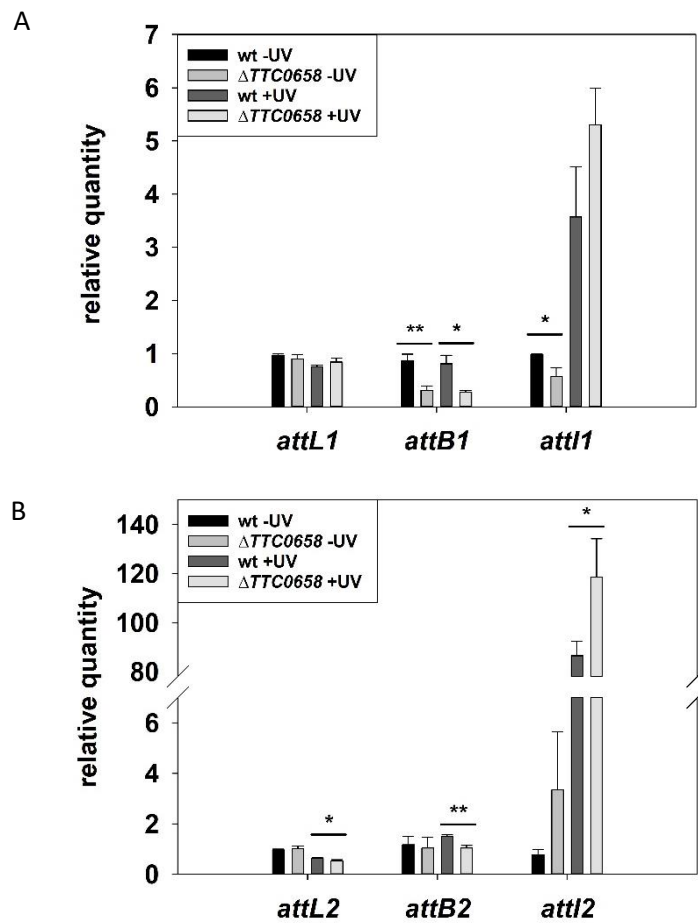 A
7
6
5
4
3
2
1
0
relative quantity
wt -UV
ΔTTC0658 -UV
wt +UV
ΔTTC0658 +UV
** * *
attL1 attB1 attI1
B
140
120
100
80
6
4
2
0
relative quantity
wt -UV
ΔTTC0658 -UV
wt +UV
ΔTTC0658 +UV
*
* **
attL2 attB2 attI2